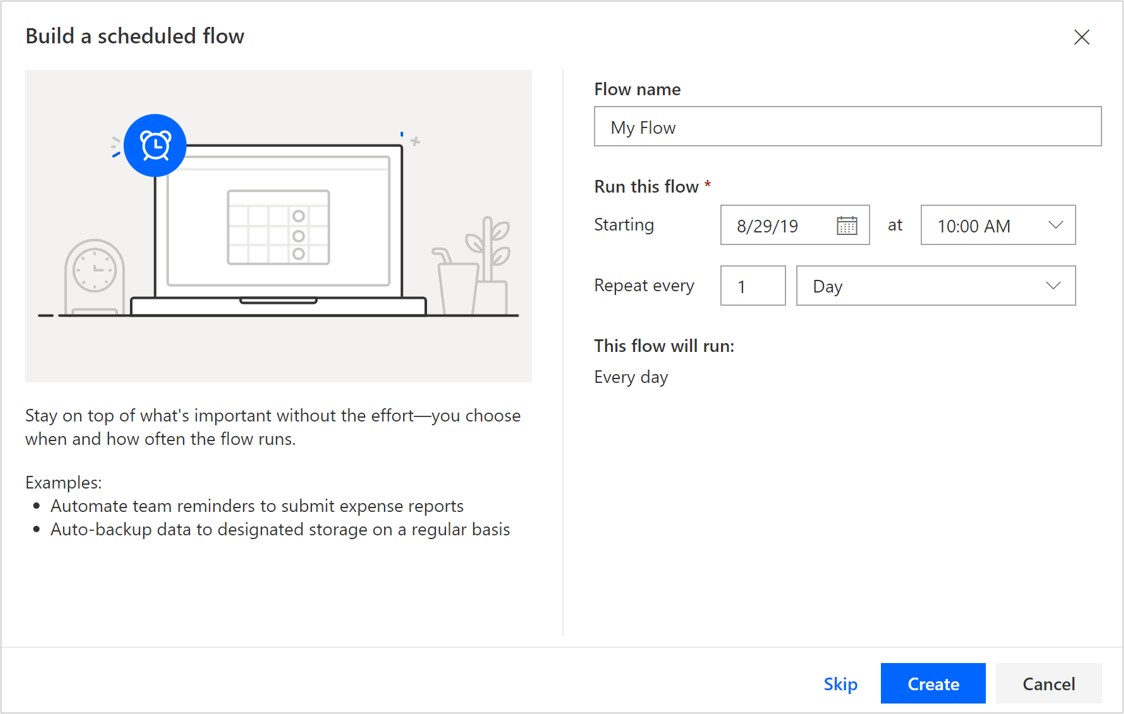 Build a scheduled flow
Stay on top of what's important without the effort—you choose
when and how often the flow runs.
Examples:
• Automate team reminders to submit expense reports
• Auto-backup data to designated storage on a regular basis
Flow name
My Flow
Run this flow *
Starting 8/29/19 at 10:00 AM
Repeat every 1 Day
This flow will run:
Every day
Skip Create Cancel